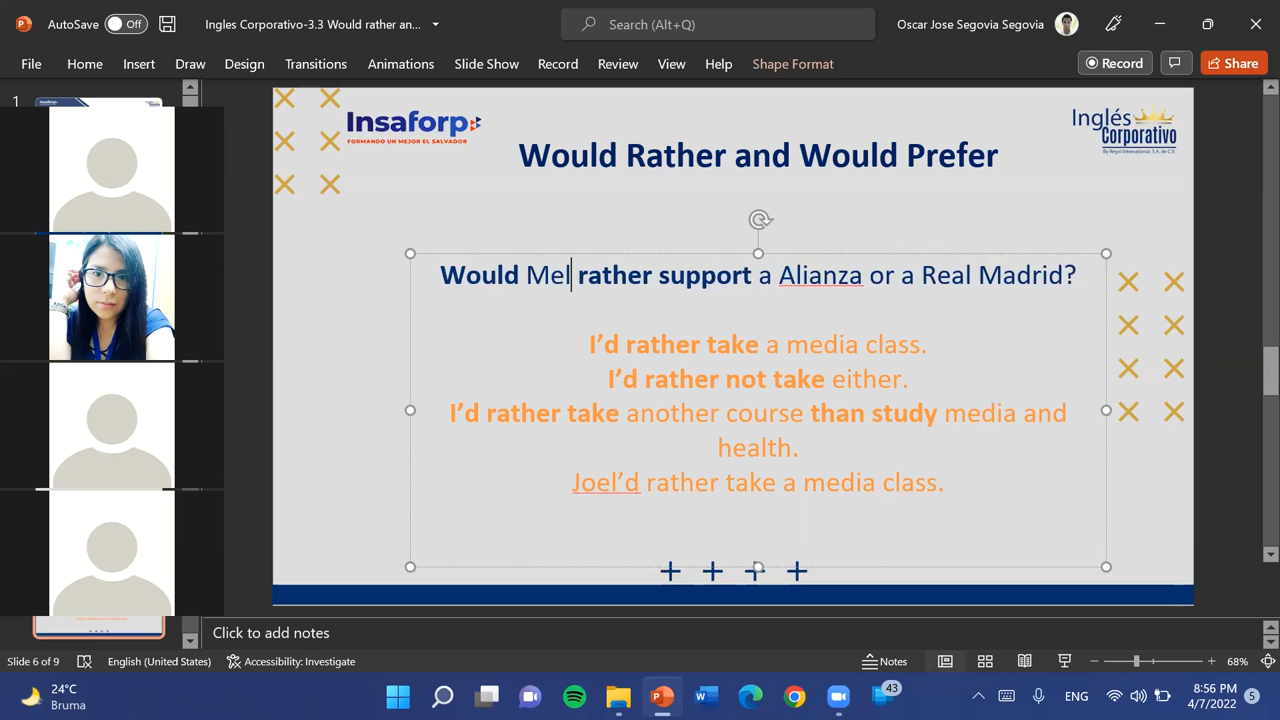 AutoSave Off Ingles Corporativo-3.3 Would rather an... Search (Alt+Q) Oscar Jose Segovia Segovia
File Home Insert Draw Design Transitions Animations Slide Show Record Review View Help Shape Format Record Share
1
Insaforp
FORMANDO UN MEJOR EL SALVADOR
Inglés
Corporativo
By Regul International, S.A. de C.V.
Would Rather and Would Prefer
Would Mel rather support a Alianza or a Real Madrid?
I’d rather take a media class.
I’d rather not take either.
I’d rather take another course than study media and
health.
Joel’d rather take a media class.
Click to add notes
Slide 6 of 9 English (United States) Accessibility: Investigate Notes 68%
24°C
Bruma
43
ENG
8:56 PM
4/7/2022
5